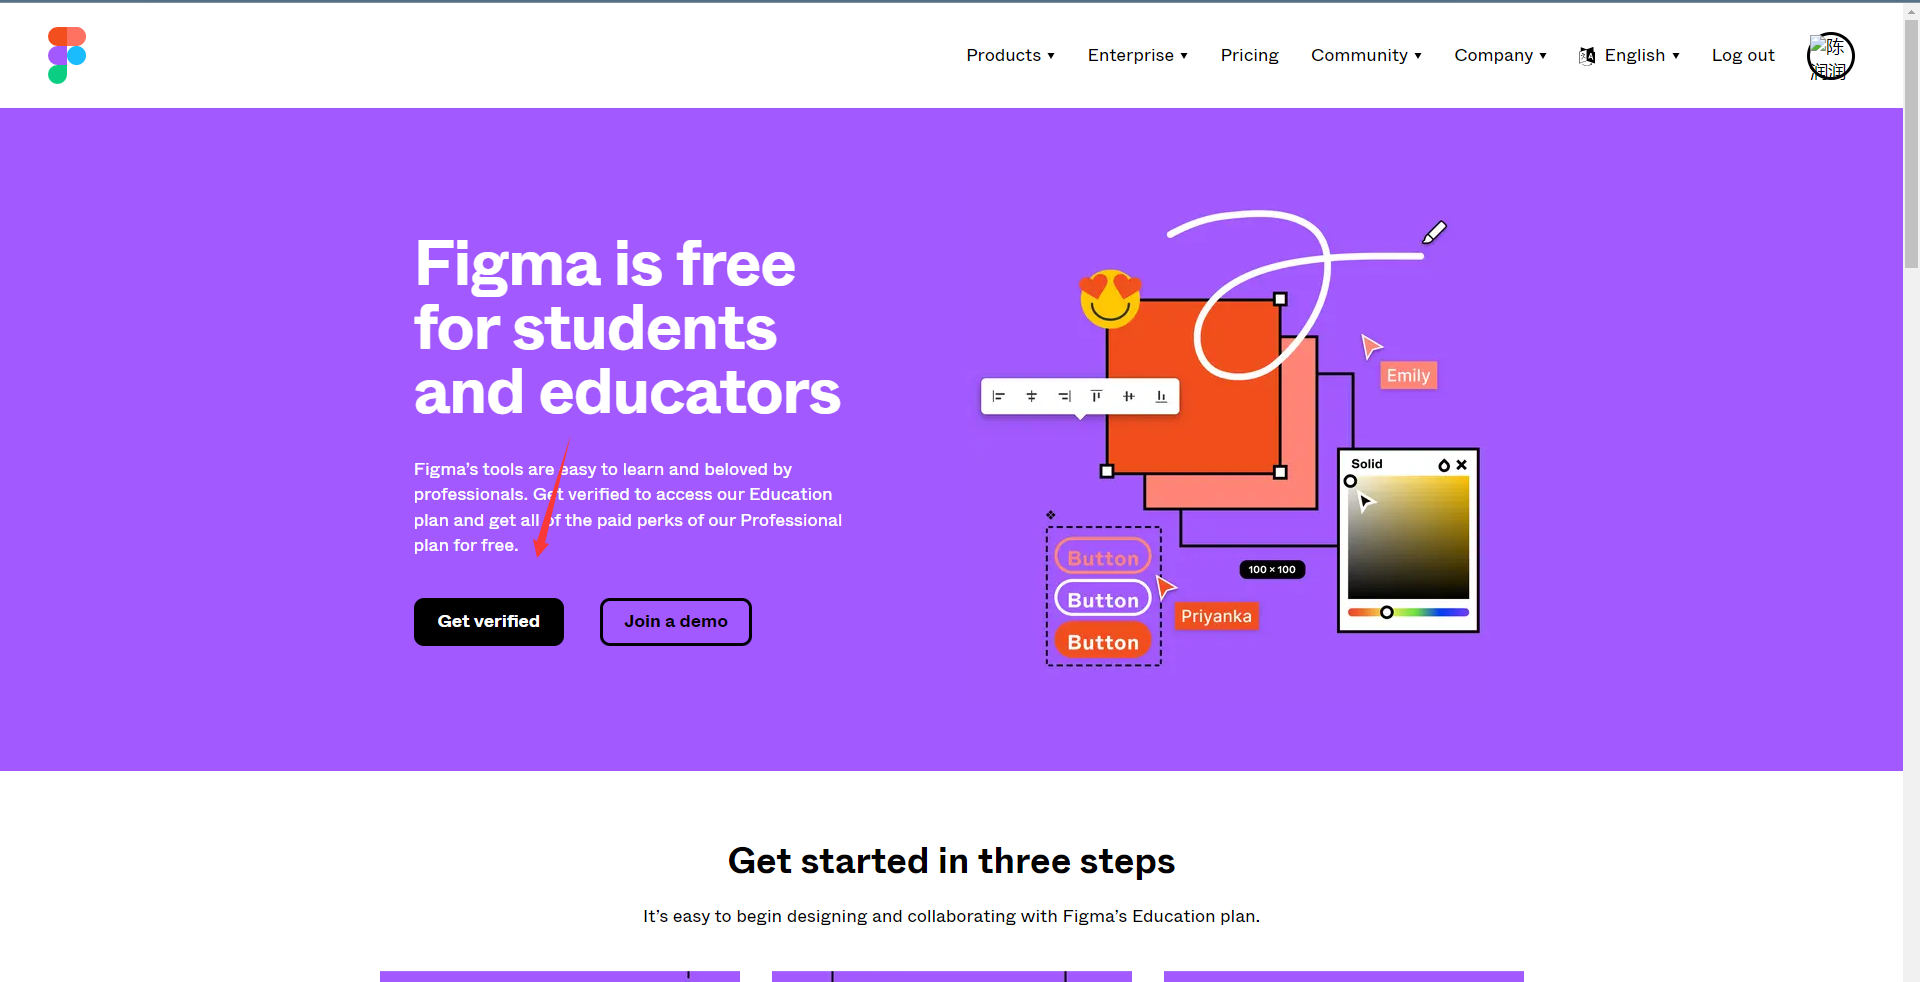 Products ▾ Enterprise ▾ Pricing Community ▾ Company ▾ English ▾ Log out 陈
润润
Figma is free
for students
and educators
Figma’s tools are easy to learn and beloved by
professionals. Get verified to access our Education
plan and get all of the paid perks of our Professional
plan for free.
Get verified Join a demo
Emily
Solid
Button
Button
Button
100 × 100
Priyanka
Get started in three steps
It’s easy to begin designing and collaborating with Figma’s Education plan.